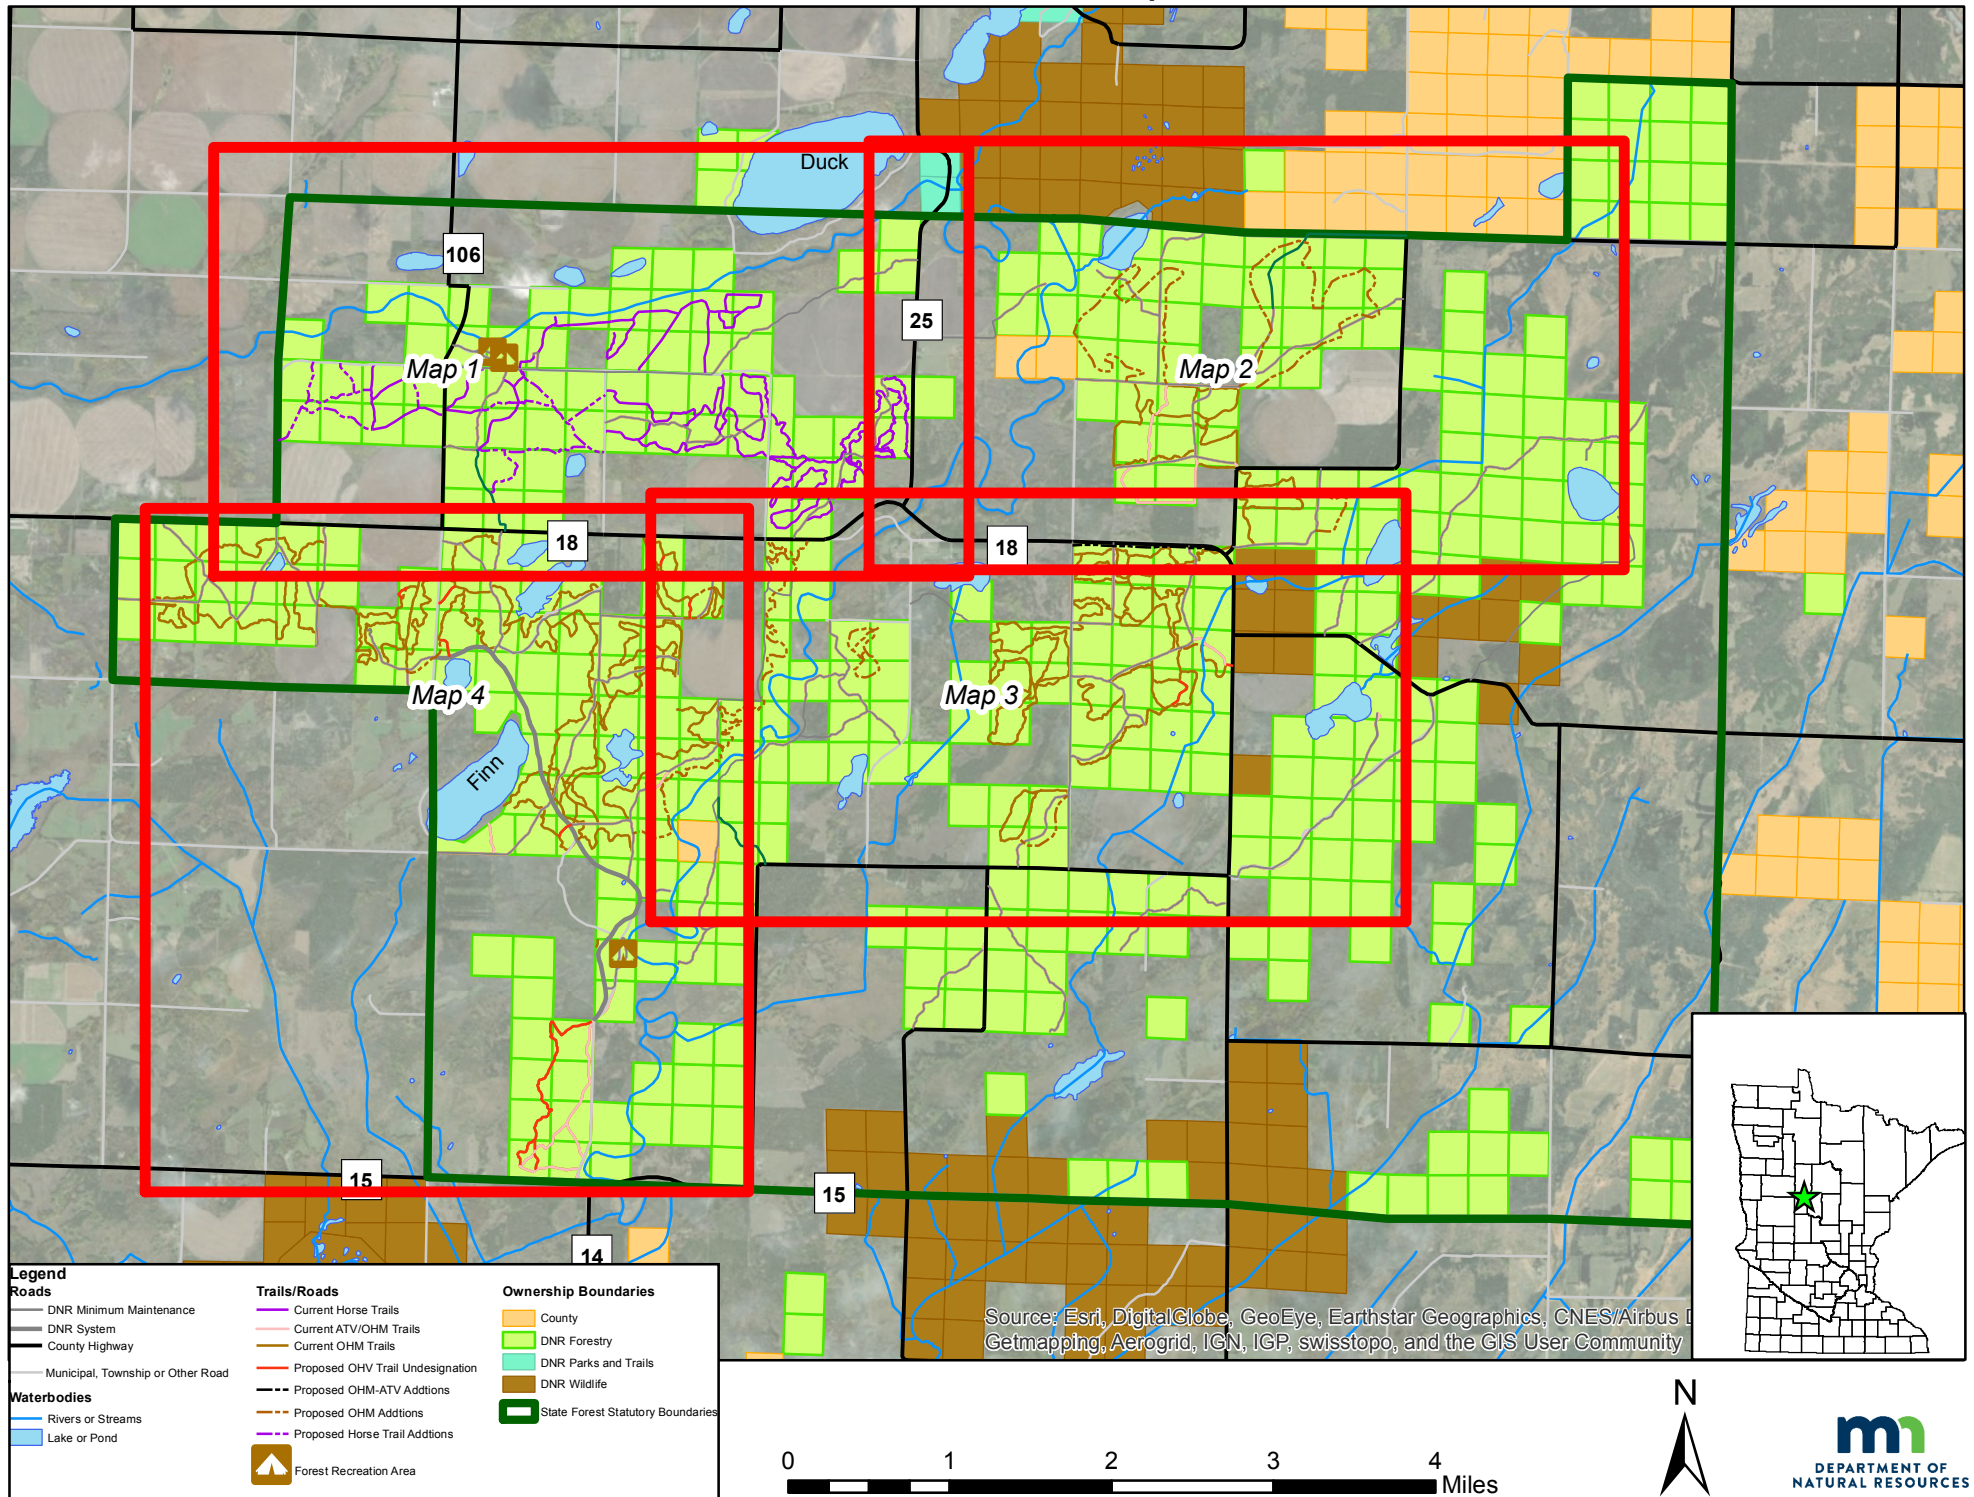 Duck
106
25
Map 1
Map 2
18
18
Map 4
Map 3
Finn
15
15
14
Legend
Roads
DNR Minimum Maintenance
DNR System
County Highway
Municipal, Township or Other Road
Waterbodies
Rivers or Streams
Lake or Pond
Trails/Roads
Current Horse Trails
Current ATV/OHM Trails
Current OHM Trails
Proposed OHV Trail Undesignation
Proposed OHM-ATV Addtions
Proposed OHM Addtions
Proposed Horse Trail Addtions
Forest Recreation Area
Ownership Boundaries
County
DNR Forestry
DNR Parks and Trails
DNR Wildlife
State Forest Statutory Boundaries
Source: Esri, DigitalGlobe, GeoEye, Earthstar Geographics, CNES/Airbus
Getmapping, Aerogrid, IGN, IGP, swisstopo, and the GIS User Community
0 1 2 3 4
Miles
N
mn
DEPARTMENT OF
NATURAL RESOURCES